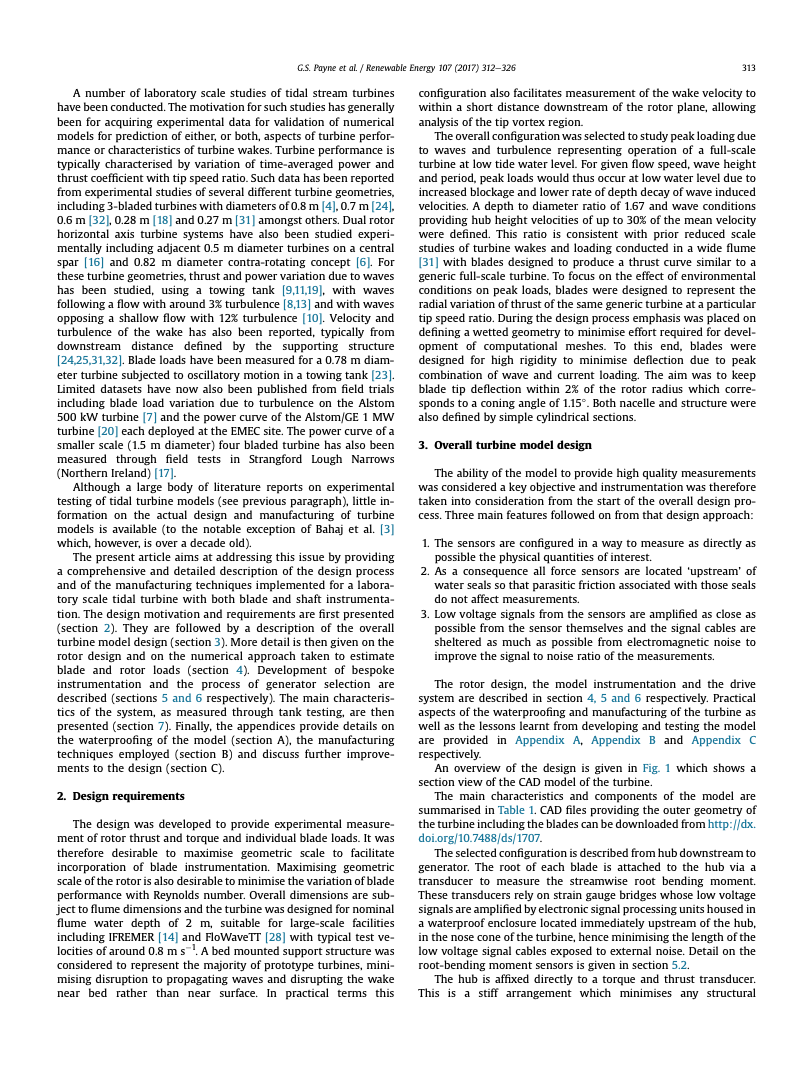 G.S. Payne et al. / Renewable Energy 107 (2017) 312–326
313
A number of laboratory scale studies of tidal stream turbines
have been conducted. The motivation for such studies has generally
been for acquiring experimental data for validation of numerical
models for prediction of either, or both, aspects of turbine perfor-
mance or characteristics of turbine wakes. Turbine performance is
typically characterised by variation of time-averaged power and
thrust coefficient with tip speed ratio. Such data has been reported
from experimental studies of several different turbine geometries,
including 3-bladed turbines with diameters of 0.8 m [4], 0.7 m [24],
0.6 m [32], 0.28 m [18] and 0.27 m [31] amongst others. Dual rotor
horizontal axis turbine systems have also been studied experi-
mentally including adjacent 0.5 m diameter turbines on a central
spar [16] and 0.82 m diameter contra-rotating concept [6]. For
these turbine geometries, thrust and power variation due to waves
has been studied, using a towing tank [9,11,19], with waves
following a flow with around 3% turbulence [8,13] and with waves
opposing a shallow flow with 12% turbulence [10]. Velocity and
turbulence of the wake has also been reported, typically from
downstream distance defined by the supporting structure
[24,25,31,32]. Blade loads have been measured for a 0.78 m diam-
eter turbine subjected to oscillatory motion in a towing tank [23].
Limited datasets have now also been published from field trials
including blade load variation due to turbulence on the Alstom
500 kW turbine [7] and the power curve of the Alstom/GE 1 MW
turbine [20] each deployed at the EMEC site. The power curve of a
smaller scale (1.5 m diameter) four bladed turbine has also been
measured through field tests in Strangford Lough Narrows
(Northern Ireland) [17].
Although a large body of literature reports on experimental
testing of tidal turbine models (see previous paragraph), little in-
formation on the actual design and manufacturing of turbine
models is available (to the notable exception of Bahaj et al. [3]
which, however, is over a decade old).
The present article aims at addressing this issue by providing
a comprehensive and detailed description of the design process
and of the manufacturing techniques implemented for a labora-
tory scale tidal turbine with both blade and shaft instrumenta-
tion. The design motivation and requirements are first presented
(section 2). They are followed by a description of the overall
turbine model design (section 3). More detail is then given on the
rotor design and on the numerical approach taken to estimate
blade and rotor loads (section 4). Development of bespoke
instrumentation and the process of generator selection are
described (sections 5 and 6 respectively). The main characteris-
tics of the system, as measured through tank testing, are then
presented (section 7). Finally, the appendices provide details on
the waterproofing of the model (section A), the manufacturing
techniques employed (section B) and discuss further improve-
ments to the design (section C).
2. Design requirements
The design was developed to provide experimental measure-
ment of rotor thrust and torque and individual blade loads. It was
therefore desirable to maximise geometric scale to facilitate
incorporation of blade instrumentation. Maximising geometric
scale of the rotor is also desirable to minimise the variation of blade
performance with Reynolds number. Overall dimensions are sub-
ject to flume dimensions and the turbine was designed for nominal
flume water depth of 2 m, suitable for large-scale facilities
including IFREMER [14] and FloWaveTT [28] with typical test ve-
locities of around 0.8 m s−1. A bed mounted support structure was
considered to represent the majority of prototype turbines, mini-
mising disruption to propagating waves and disrupting the wake
near bed rather than near surface. In practical terms this
configuration also facilitates measurement of the wake velocity to
within a short distance downstream of the rotor plane, allowing
analysis of the tip vortex region.
The overall configuration was selected to study peak loading due
to waves and turbulence representing operation of a full-scale
turbine at low tide water level. For given flow speed, wave height
and period, peak loads would thus occur at low water level due to
increased blockage and lower rate of depth decay of wave induced
velocities. A depth to diameter ratio of 1.67 and wave conditions
providing hub height velocities of up to 30% of the mean velocity
were defined. This ratio is consistent with prior reduced scale
studies of turbine wakes and loading conducted in a wide flume
[31] with blades designed to produce a thrust curve similar to a
generic full-scale turbine. To focus on the effect of environmental
conditions on peak loads, blades were designed to represent the
radial variation of thrust of the same generic turbine at a particular
tip speed ratio. During the design process emphasis was placed on
defining a wetted geometry to minimise effort required for devel-
opment of computational meshes. To this end, blades were
designed for high rigidity to minimise deflection due to peak
combination of wave and current loading. The aim was to keep
blade tip deflection within 2% of the rotor radius which corre-
sponds to a coning angle of 1.15°. Both nacelle and structure were
also defined by simple cylindrical sections.
3. Overall turbine model design
The ability of the model to provide high quality measurements
was considered a key objective and instrumentation was therefore
taken into consideration from the start of the overall design pro-
cess. Three main features followed on from that design approach:
1. The sensors are configured in a way to measure as directly as
possible the physical quantities of interest.
2. As a consequence all force sensors are located ‘upstream’ of
water seals so that parasitic friction associated with those seals
do not affect measurements.
3. Low voltage signals from the sensors are amplified as close as
possible from the sensor themselves and the signal cables are
sheltered as much as possible from electromagnetic noise to
improve the signal to noise ratio of the measurements.
The rotor design, the model instrumentation and the drive
system are described in section 4, 5 and 6 respectively. Practical
aspects of the waterproofing and manufacturing of the turbine as
well as the lessons learnt from developing and testing the model
are provided in Appendix A, Appendix B and Appendix C
respectively.
An overview of the design is given in Fig. 1 which shows a
section view of the CAD model of the turbine.
The main characteristics and components of the model are
summarised in Table 1. CAD files providing the outer geometry of
the turbine including the blades can be downloaded from http://dx.
doi.org/10.7488/ds/1707.
The selected configuration is described from hub downstream to
generator. The root of each blade is attached to the hub via a
transducer to measure the streamwise root bending moment.
These transducers rely on strain gauge bridges whose low voltage
signals are amplified by electronic signal processing units housed in
a waterproof enclosure located immediately upstream of the hub,
in the nose cone of the turbine, hence minimising the length of the
low voltage signal cables exposed to external noise. Detail on the
root-bending moment sensors is given in section 5.2.
The hub is affixed directly to a torque and thrust transducer.
This is a stiff arrangement which minimises any structural